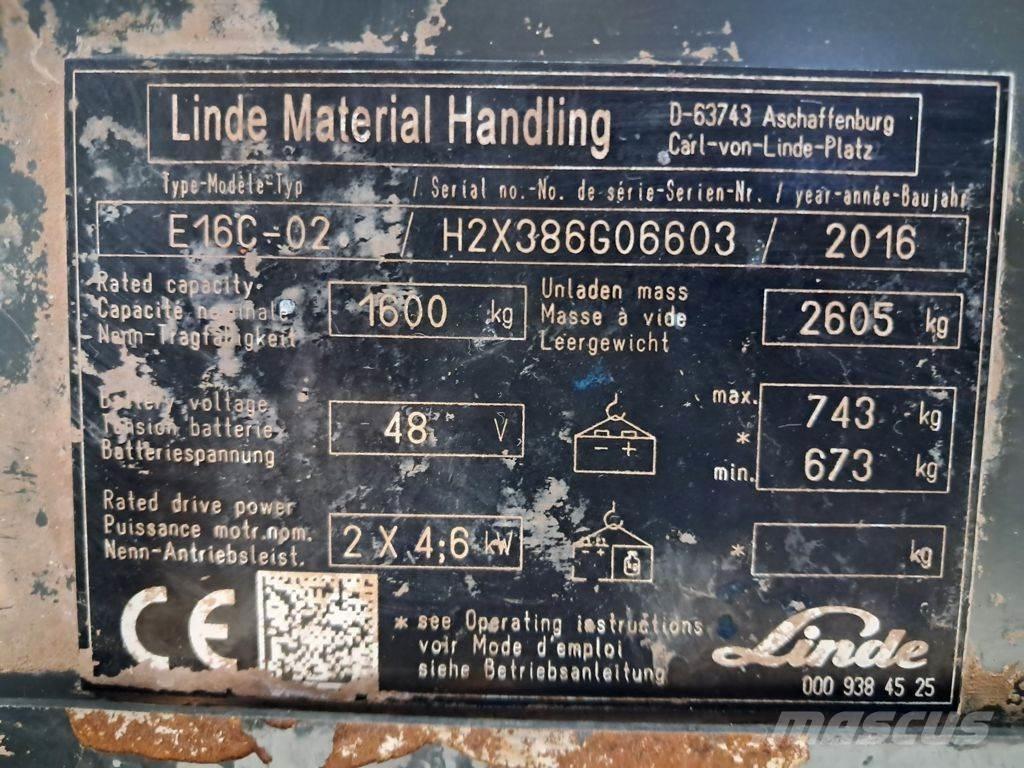 Linde Material Handling
D-63743 Aschaffenburg
Carl-von-Linde-Platz
Type-Modèle-Typ / Serial no.-No. de-série-Serien-Nr. / year-année-Baujahr
E16C-02 / H2X386G06603 / 2016
Rated capacity
Capacité nominale
Nenn-Tragfähigkeit
1600 kg
Unladen mass
Masse à vide
Leergewicht
2605 kg
Battery voltage
Tension batterie
Batteriespannung
48 V
- +
max. 743 kg
*
min. 673 kg
Rated drive power
Puissance motr.nom.
Nenn-Antriebsleist.
2 X 4;6 kW
* kg
CE
* see Operating instructions
voir Mode d'emploi
siehe Betriebsanleitung
Linde
000 938 45 25
MASCUS